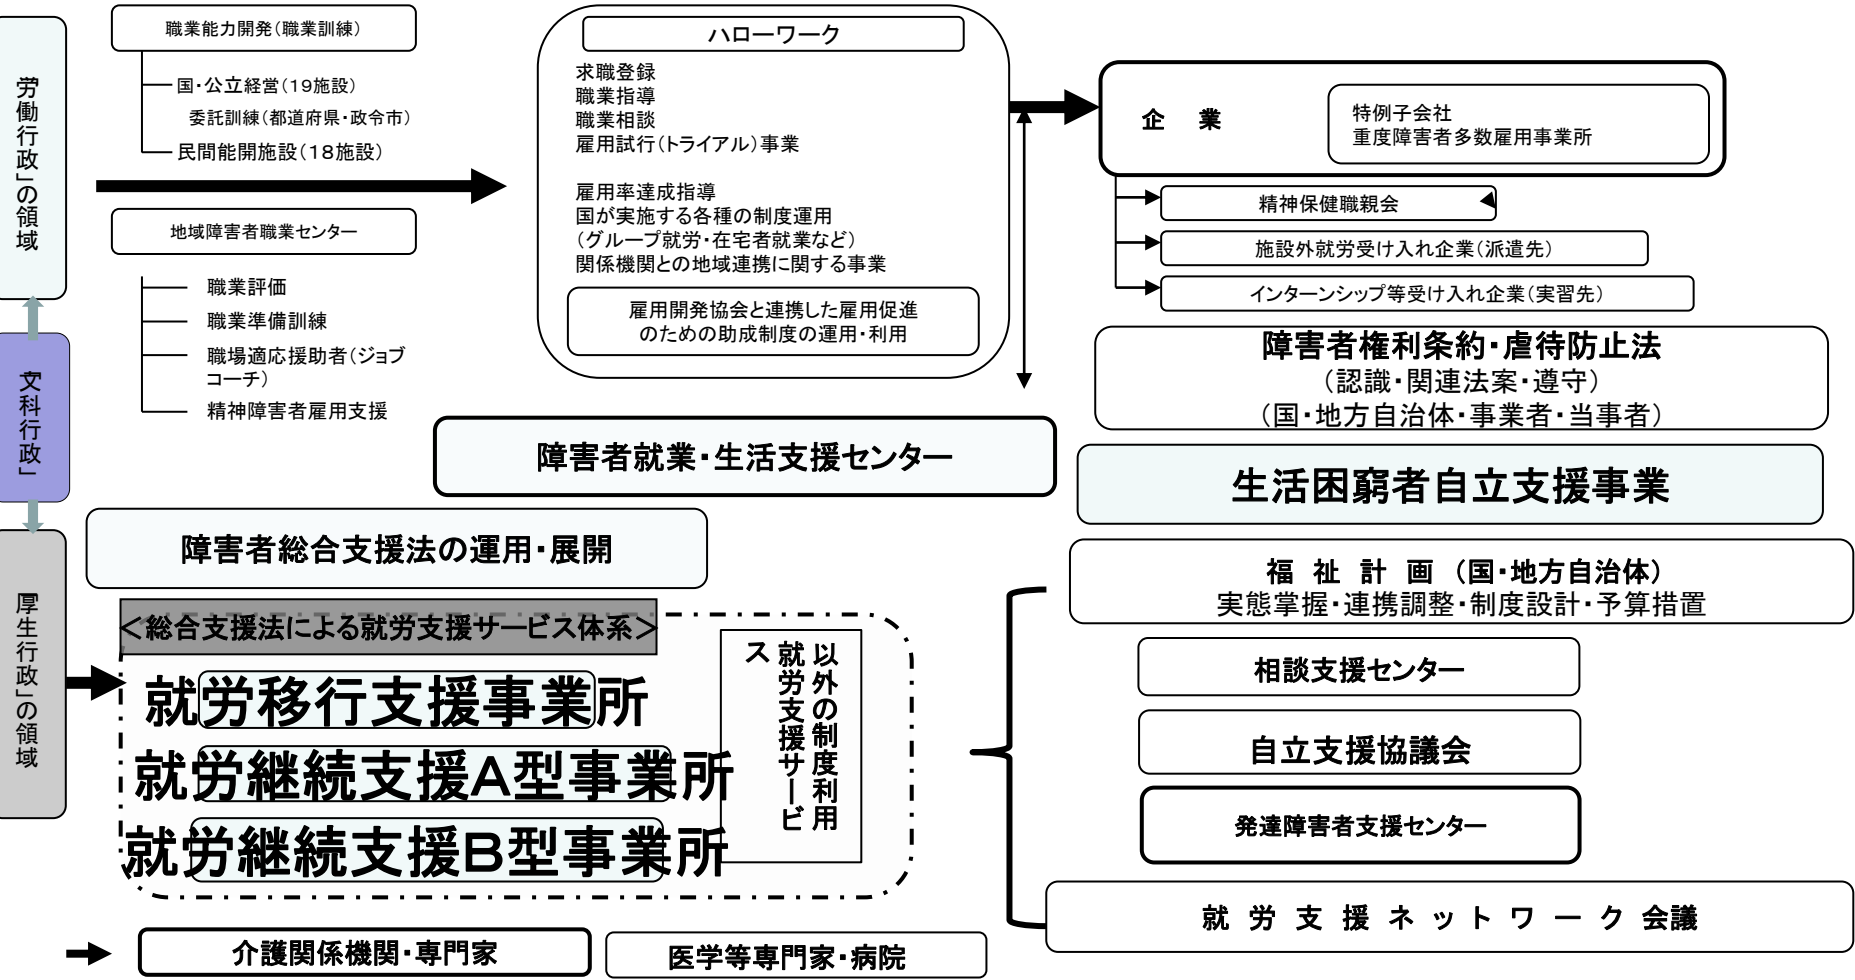 「労働行政」の領域
職業能力開発(職業訓練)
国・公立経営(19施設)
委託訓練(都道府県・政令市)
民間能開施設(18施設)
地域障害者職業センター
職業評価
職業準備訓練
職場適応援助者(ジョブ
コーチ)
精神障害者雇用支援
ハローワーク
求職登録
職業指導
職業相談
雇用試行(トライアル)事業
雇用率達成指導
国が実施する各種の制度運用
(グループ就労・在宅者就業など)
関係機関との地域連携に関する事業
雇用開発協会と連携した雇用促進
のための助成制度の運用・利用
企　業
特例子会社
重度障害者多数雇用事業所
精神保健職親会
施設外就労受け入れ企業(派遣先)
インターンシップ等受け入れ企業(実習先)
「文科行政」
障害者権利条約・虐待防止法
(認識・関連法案・遵守)
(国・地方自治体・事業者・当事者)
障害者就業・生活支援センター
生活困窮者自立支援事業
「厚生行政」の領域
障害者総合支援法の運用・展開
<総合支援法による就労支援サービス体系>
就労移行支援事業所
就労継続支援A型事業所
就労継続支援B型事業所
以外の制度利用
就労支援サービ
ス
福　祉　計　画　(国・地方自治体)
実態掌握・連携調整・制度設計・予算措置
相談支援センター
自立支援協議会
発達障害者支援センター
就 労 支 援 ネ ッ ト ワ ー ク 会議
介護関係機関・専門家
医学等専門家・病院